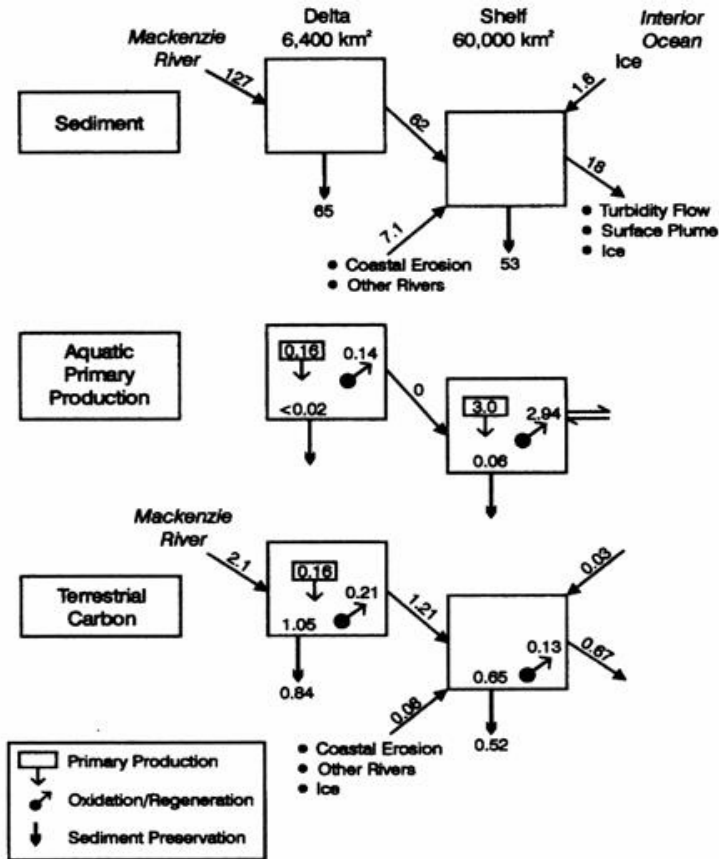 Delta
6,400 km²
Shelf
60,000 km²
Interior
Ocean
Mackenzie
River
Ice
127
1.6
Sediment
62
18
65
7.1
53
● Turbidity Flow
● Surface Plume
● Ice
● Coastal Erosion
● Other Rivers
Aquatic
Primary
Production
0.16
0.14
<0.02
0
3.0
2.94
0.06
Mackenzie
River
2.1
Terrestrial
Carbon
0.16
0.21
1.05
0.84
1.21
0.03
0.13
0.67
0.65
0.08
0.52
● Coastal Erosion
● Other Rivers
● Ice
Primary Production
Oxidation/Regeneration
Sediment Preservation